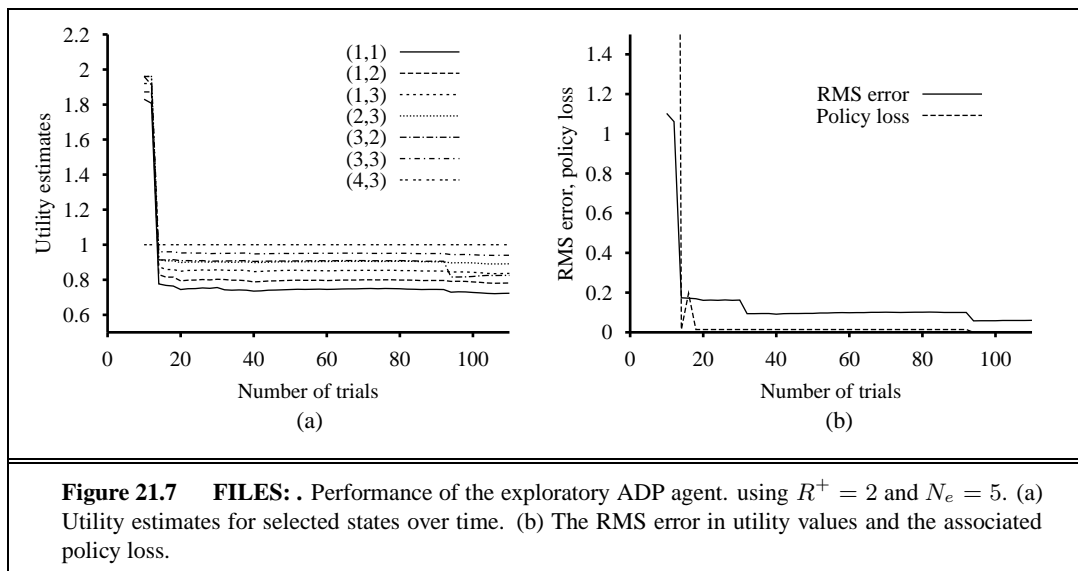 2.2
2
1.8
1.6
1.4
1.2
1
0.8
0.6
Utility estimates
(1,1)
(1,2)
(1,3)
(2,3)
(3,2)
(3,3)
(4,3)
0 20 40 60 80 100
Number of trials
(a)
1.4
1.2
1
0.8
0.6
0.4
0.2
0
RMS error, policy loss
RMS error
Policy loss
0 20 40 60 80 100
Number of trials
(b)
Figure 21.7 FILES: . Performance of the exploratory ADP agent. using R⁺ = 2 and Nₑ = 5. (a)
Utility estimates for selected states over time. (b) The RMS error in utility values and the associated
policy loss.